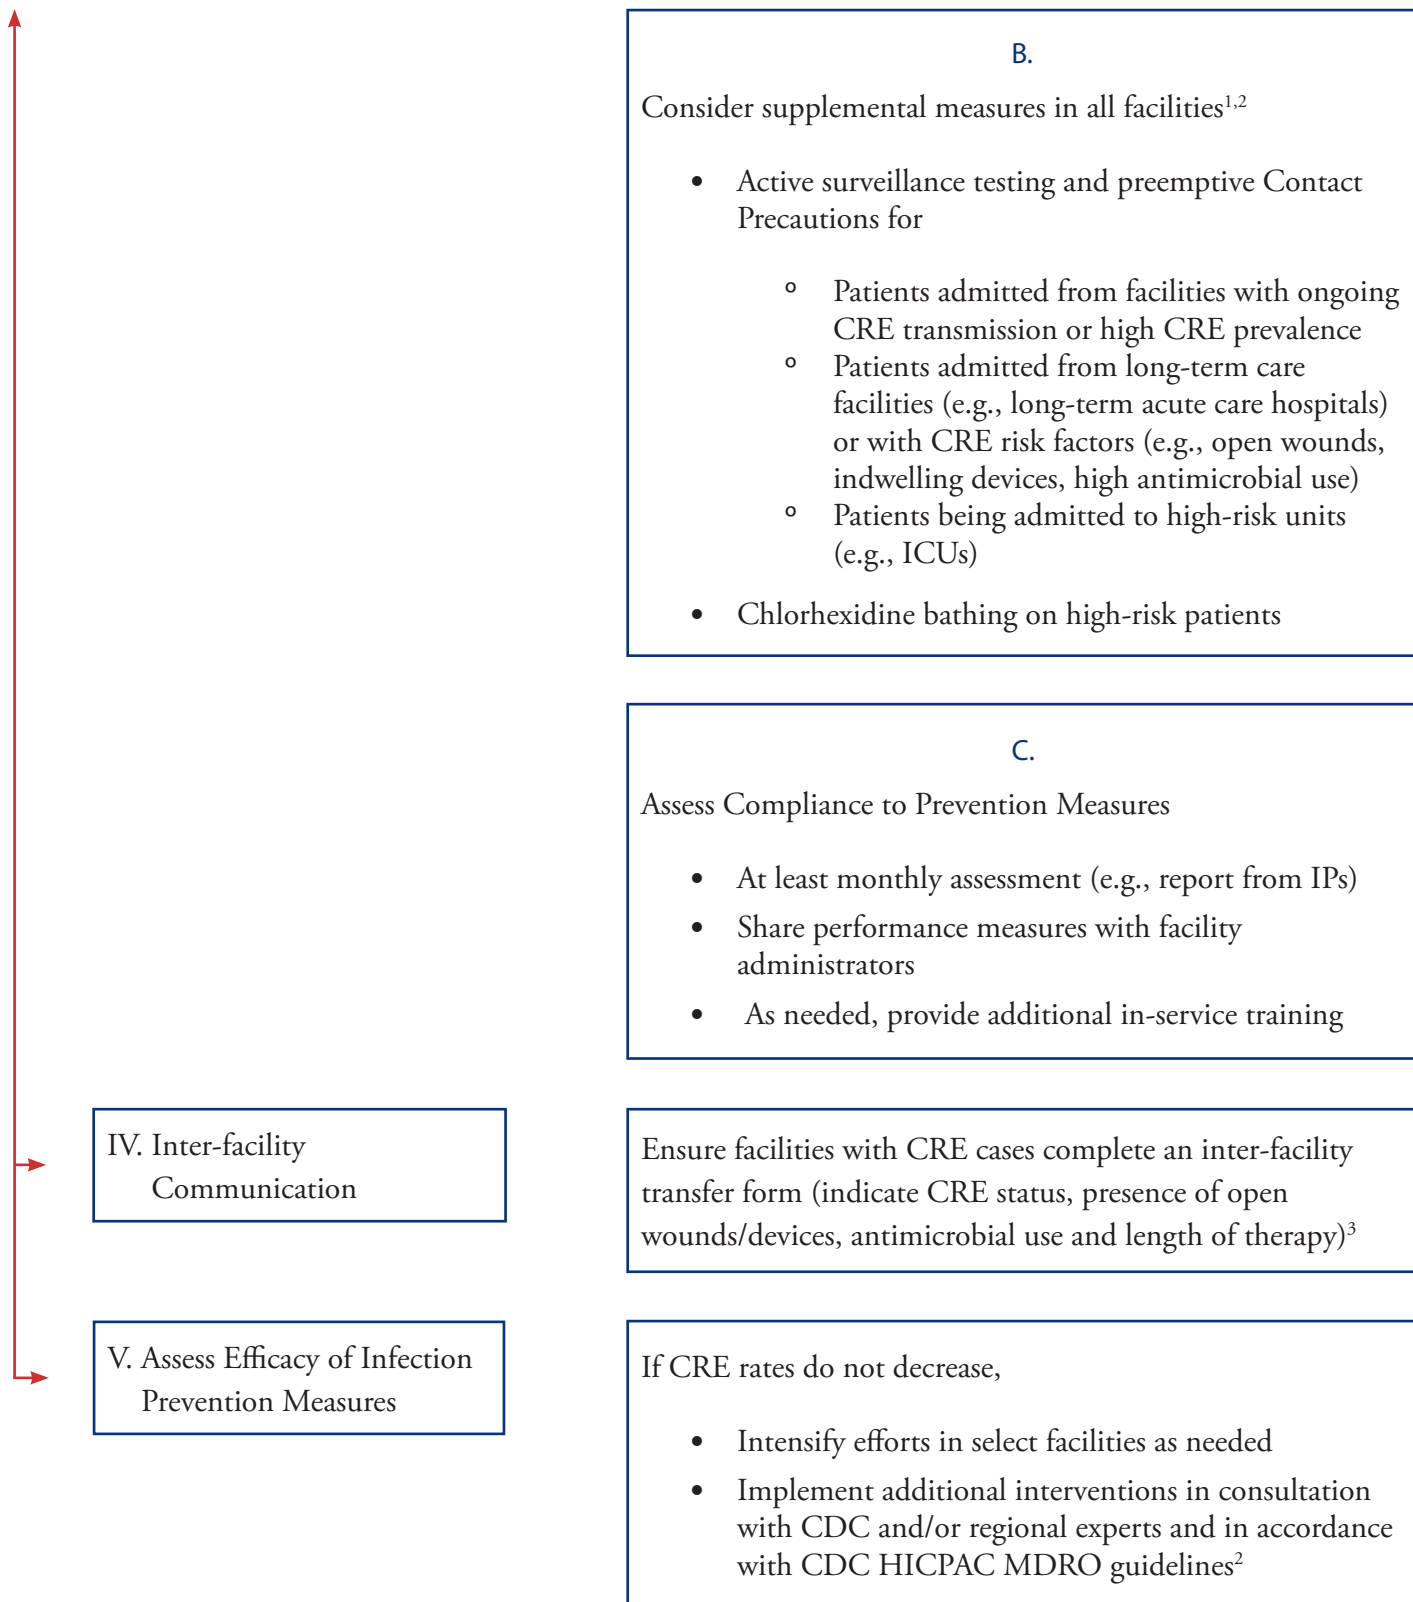 B.
Consider supplemental measures in all facilities1,2
• Active surveillance testing and preemptive Contact
Precautions for
º Patients admitted from facilities with ongoing
CRE transmission or high CRE prevalence
º Patients admitted from long-term care
facilities (e.g., long-term acute care hospitals)
or with CRE risk factors (e.g., open wounds,
indwelling devices, high antimicrobial use)
º Patients being admitted to high-risk units
(e.g., ICUs)
• Chlorhexidine bathing on high-risk patients
C.
Assess Compliance to Prevention Measures
• At least monthly assessment (e.g., report from IPs)
• Share performance measures with facility
administrators
• As needed, provide additional in-service training
IV. Inter-facility
Communication
Ensure facilities with CRE cases complete an inter-facility
transfer form (indicate CRE status, presence of open
wounds/devices, antimicrobial use and length of therapy)3
V. Assess Efficacy of Infection
Prevention Measures
If CRE rates do not decrease,
• Intensify efforts in select facilities as needed
• Implement additional interventions in consultation
with CDC and/or regional experts and in accordance
with CDC HICPAC MDRO guidelines2